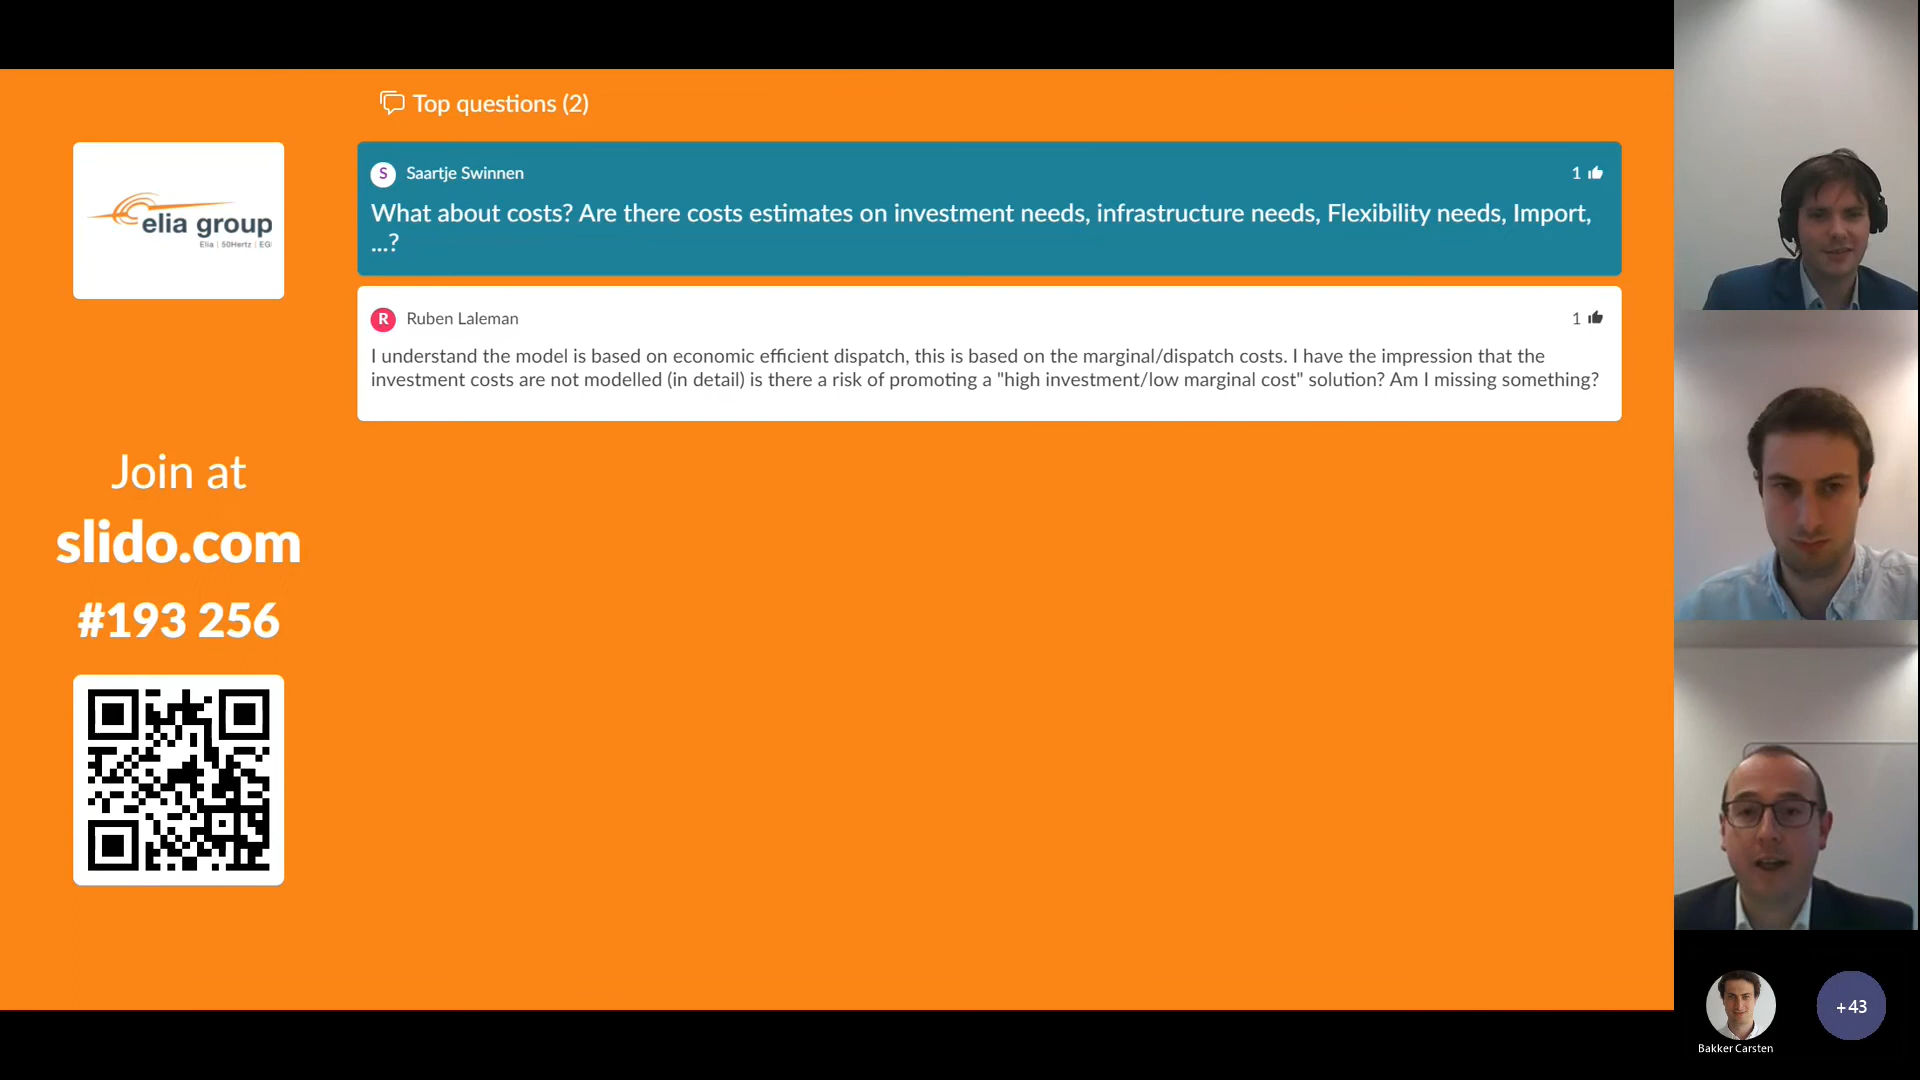 Top questions (2)
S Saartje Swinnen 1
What about costs? Are there costs estimates on investment needs, infrastructure needs, Flexibility needs, Import,
...?
R Ruben Laleman 1
I understand the model is based on economic efficient dispatch, this is based on the marginal/dispatch costs. I have the impression that the
investment costs are not modelled (in detail) is there a risk of promoting a "high investment/low marginal cost" solution? Am I missing something?
elia group
Elia | 50Hertz | EGI
Join at
slido.com
#193 256
+43
Bakker Carsten